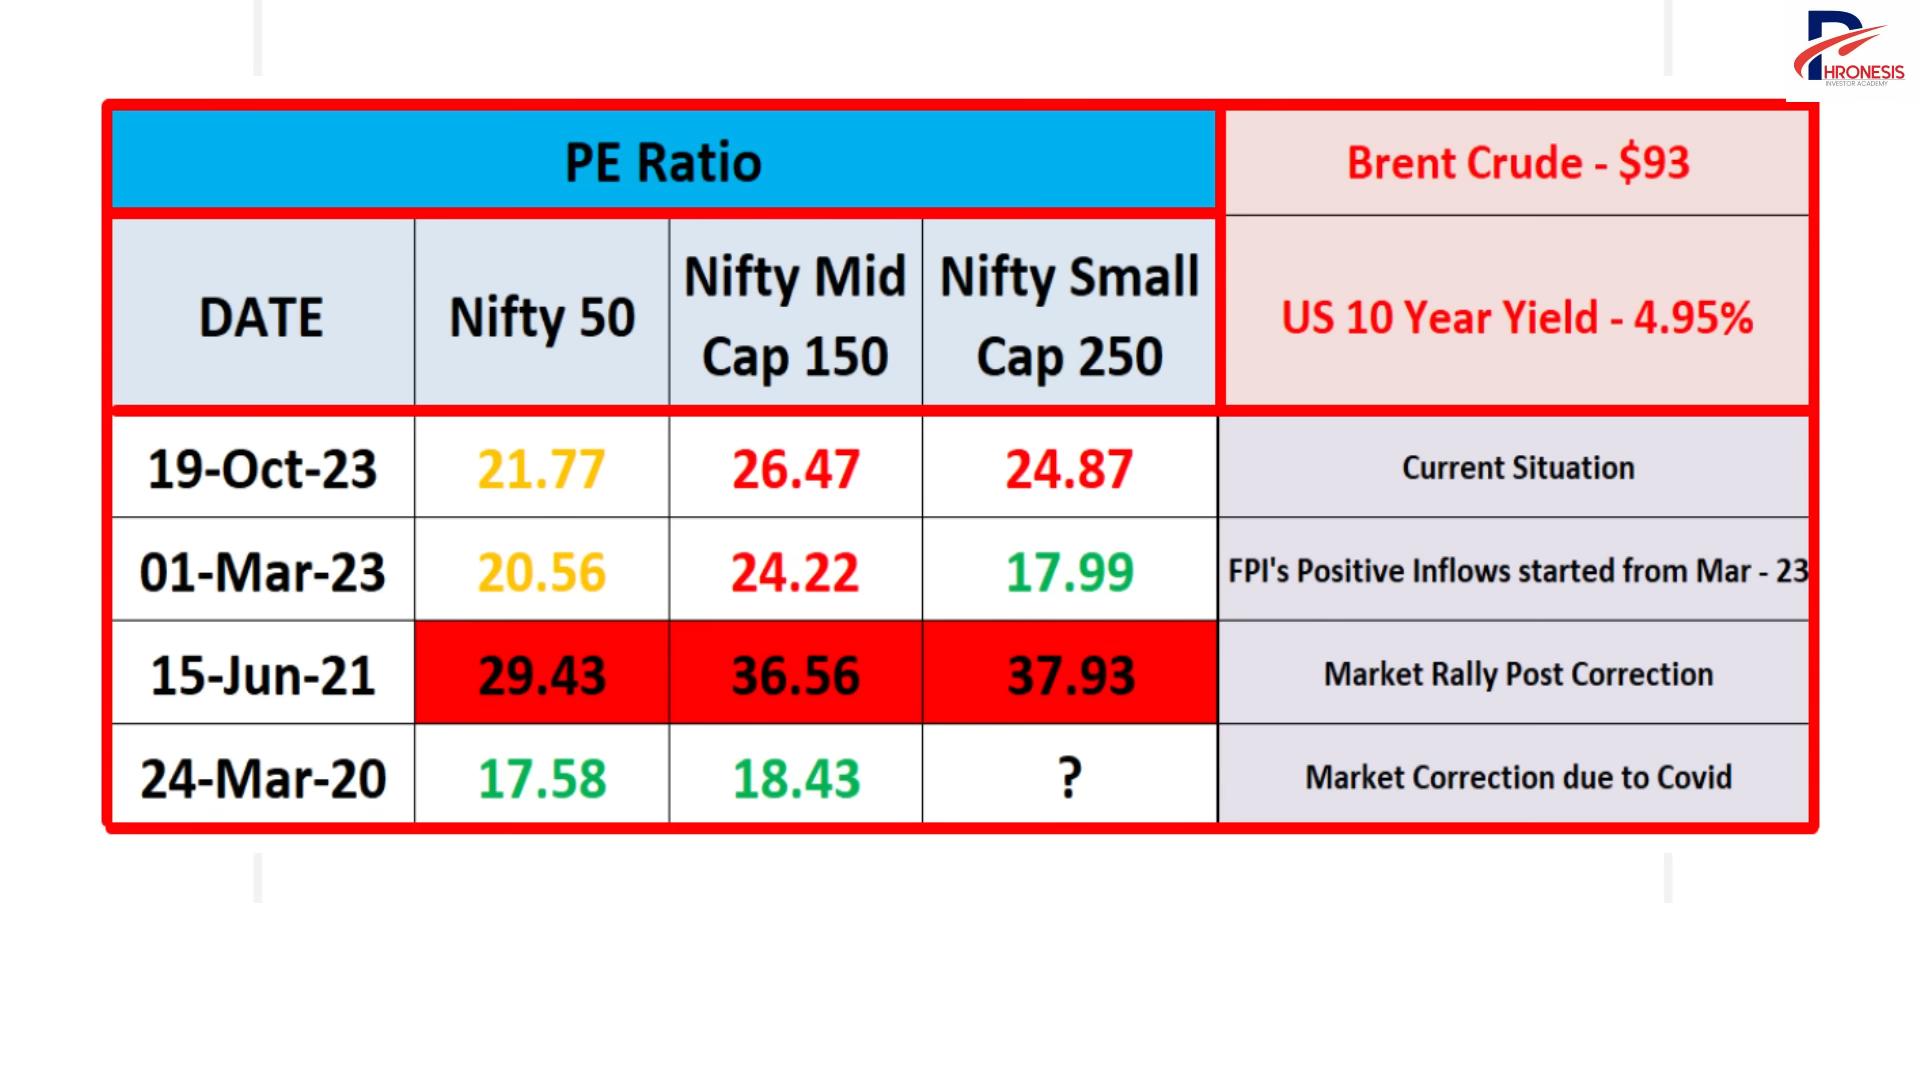 PHRONESIS
INVESTOR ACADEMY
PE Ratio
Brent Crude - $93
DATE
Nifty 50
Nifty Mid
Cap 150
Nifty Small
Cap 250
US 10 Year Yield - 4.95%
19-Oct-23 21.77 26.47 24.87 Current Situation
01-Mar-23 20.56 24.22 17.99 FPI's Positive Inflows started from Mar - 23
15-Jun-21 29.43 36.56 37.93 Market Rally Post Correction
24-Mar-20 17.58 18.43 ? Market Correction due to Covid